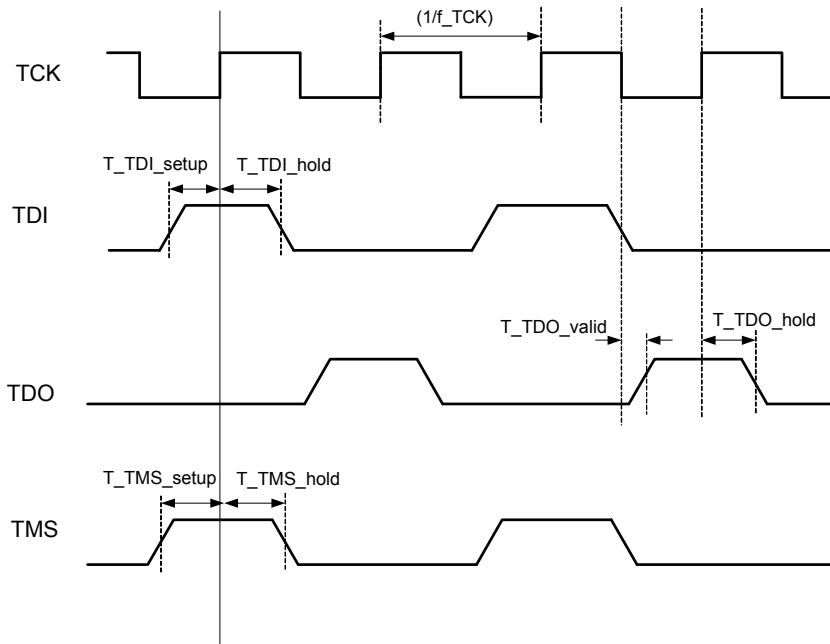 (1/f_TCK)
TCK
T_TDI_setup
T_TDI_hold
TDI
T_TDO_valid
T_TDO_hold
TDO
T_TMS_setup
T_TMS_hold
TMS